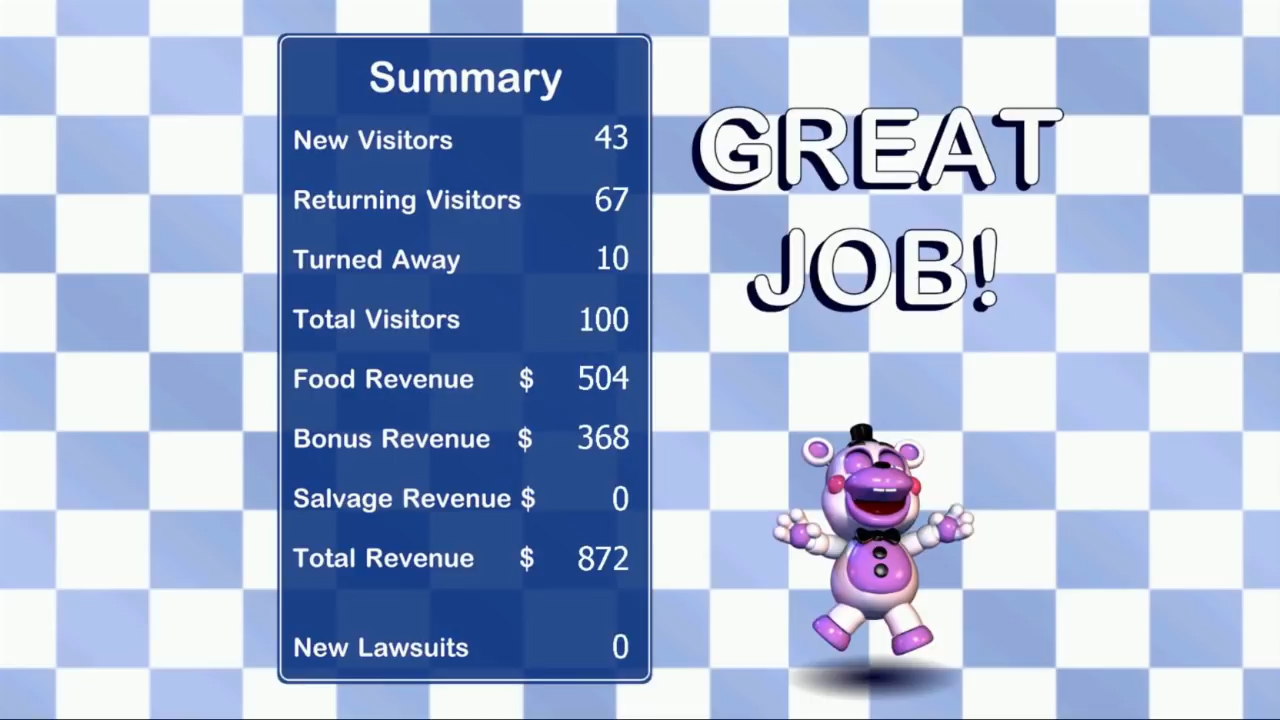 Summary
New Visitors 43
Returning Visitors 67
Turned Away 10
Total Visitors 100
Food Revenue $ 504
Bonus Revenue $ 368
Salvage Revenue $ 0
Total Revenue $ 872
New Lawsuits 0
GREAT
JOB!